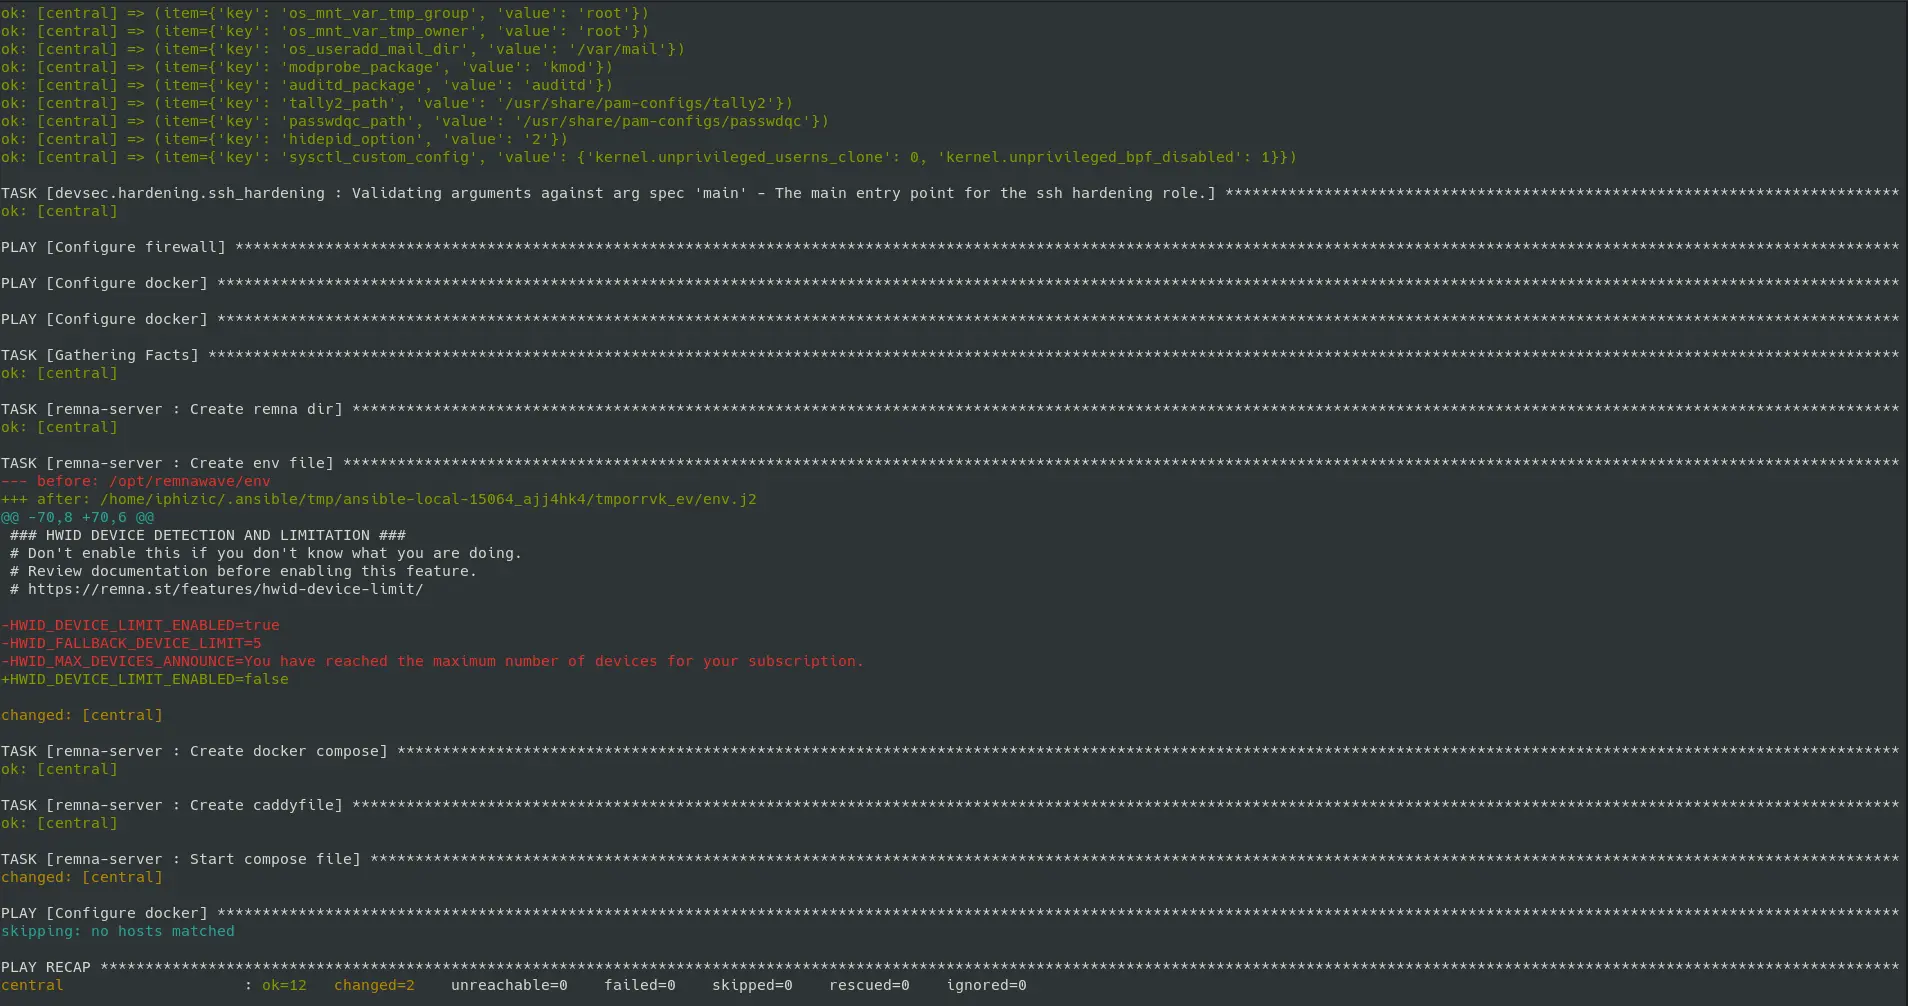 ok: [central] => (item={'key': 'os_mnt_var_tmp_group', 'value': 'root'})
ok: [central] => (item={'key': 'os_mnt_var_tmp_owner', 'value': 'root'})
ok: [central] => (item={'key': 'os_useradd_mail_dir', 'value': '/var/mail'})
ok: [central] => (item={'key': 'modprobe_package', 'value': 'kmod'})
ok: [central] => (item={'key': 'auditd_package', 'value': 'auditd'})
ok: [central] => (item={'key': 'tally2_path', 'value': '/usr/share/pam-configs/tally2'})
ok: [central] => (item={'key': 'passwdqc_path', 'value': '/usr/share/pam-configs/passwdqc'})
ok: [central] => (item={'key': 'hidepid_option', 'value': '2'})
ok: [central] => (item={'key': 'sysctl_custom_config', 'value': {'kernel.unprivileged_userns_clone': 0, 'kernel.unprivileged_bpf_disabled': 1}})
TASK [devsec.hardening.ssh_hardening : Validating arguments against arg spec 'main' - The main entry point for the ssh hardening role.] ***************************************************************************
ok: [central]
PLAY [Configure firewall] *****************************************************************************************************************************************************************************************
PLAY [Configure docker] *******************************************************************************************************************************************************************************************
PLAY [Configure docker] *******************************************************************************************************************************************************************************************
TASK [Gathering Facts] ********************************************************************************************************************************************************************************************
ok: [central]
TASK [remna-server : Create remna dir] ****************************************************************************************************************************************************************************
ok: [central]
TASK [remna-server : Create env file] *****************************************************************************************************************************************************************************
--- before: /opt/remnawave/env
+++ after: /home/iphizic/.ansible/tmp/ansible-local-15064_ajj4hk4/tmporrvk_ev/env.j2
@@ -70,8 +70,6 @@
### HWID DEVICE DETECTION AND LIMITATION ###
# Don't enable this if you don't know what you are doing.
# Review documentation before enabling this feature.
# https://remna.st/features/hwid-device-limit/
-HWID_DEVICE_LIMIT_ENABLED=true
-HWID_FALLBACK_DEVICE_LIMIT=5
-HWID_MAX_DEVICES_ANNOUNCE=You have reached the maximum number of devices for your subscription.
+HWID_DEVICE_LIMIT_ENABLED=false
changed: [central]
TASK [remna-server : Create docker compose] ***********************************************************************************************************************************************************************
ok: [central]
TASK [remna-server : Create caddyfile] ****************************************************************************************************************************************************************************
ok: [central]
TASK [remna-server : Start compose file] **************************************************************************************************************************************************************************
changed: [central]
PLAY [Configure docker] *******************************************************************************************************************************************************************************************
skipping: no hosts matched
PLAY RECAP ********************************************************************************************************************************************************************************************************
central : ok=12 changed=2 unreachable=0 failed=0 skipped=0 rescued=0 ignored=0